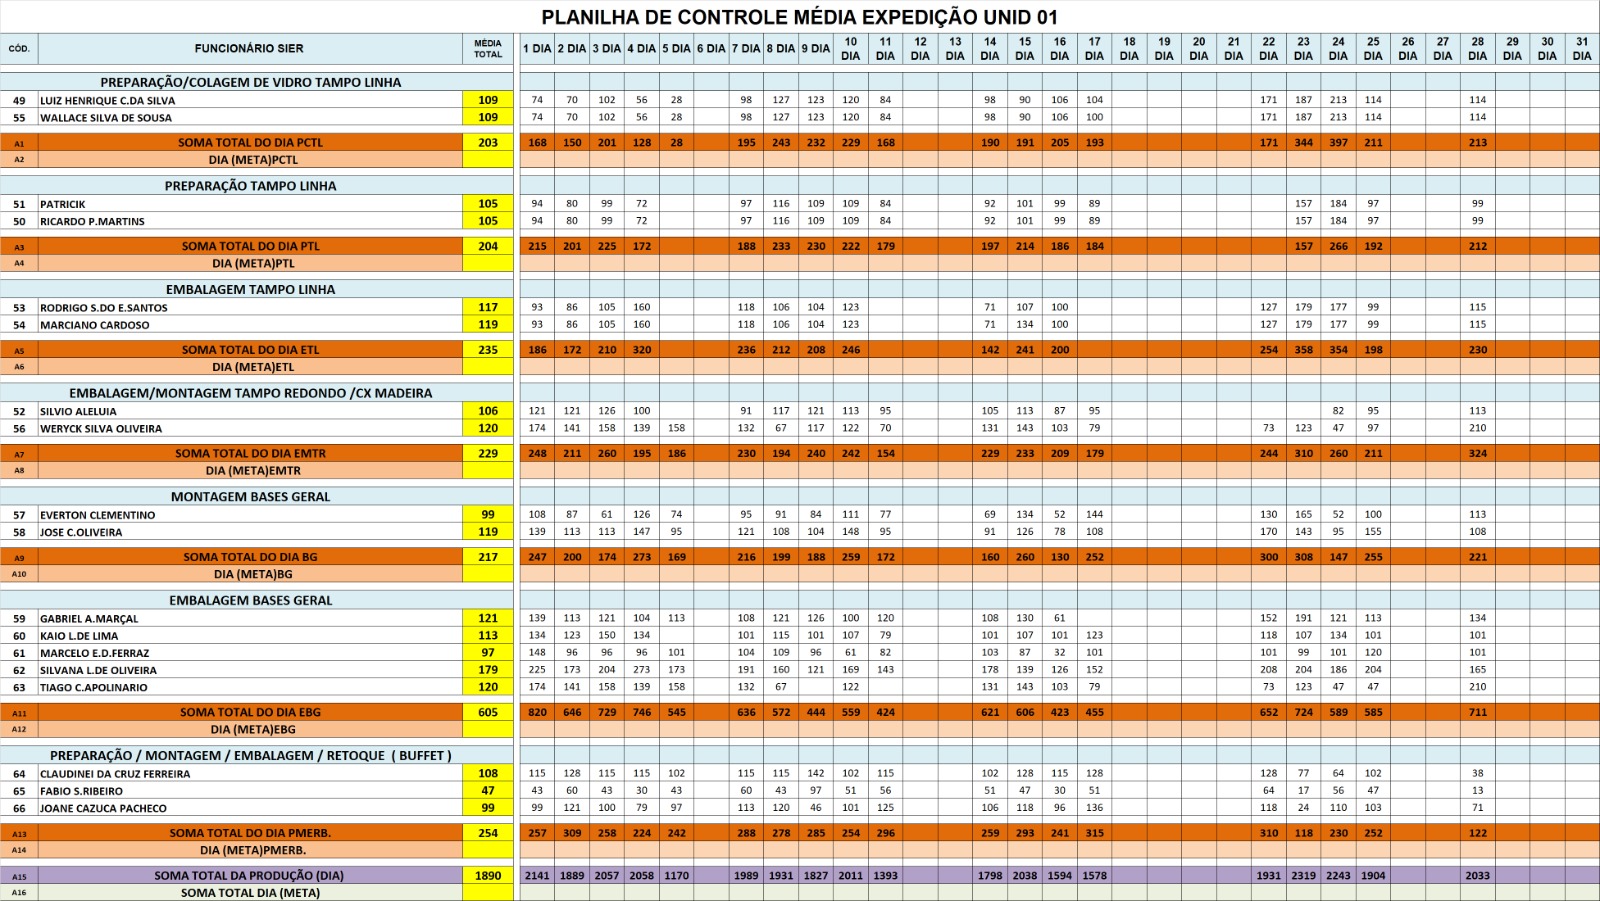 PLANILHA DE CONTROLE MÉDIA EXPEDIÇÃO UNID 01
CÓD. FUNCIONÁRIO SIER MÉDIA TOTAL 1 DIA 2 DIA 3 DIA 4 DIA 5 DIA 6 DIA 7 DIA 8 DIA 9 DIA 10 DIA 11 DIA 12 DIA 13 DIA 14 DIA 15 DIA 16 DIA 17 DIA 18 DIA 19 DIA 20 DIA 21 DIA 22 DIA 23 DIA 24 DIA 25 DIA 26 DIA 27 DIA 28 DIA 29 DIA 30 DIA 31 DIA
PREPARAÇÃO/COLAGEM DE VIDRO TAMPO LINHA
49 LUIZ HENRIQUE C.DA SILVA 109 74 70 102 56 28 98 127 123 120 84 98 90 106 104 171 187 213 114 114
55 WALLACE SILVA DE SOUSA 109 74 70 102 56 28 98 127 123 120 84 98 90 106 100 171 187 213 114 114
A1 SOMA TOTAL DO DIA PCTL 203 168 150 201 128 28 195 243 232 229 168 190 191 205 193 171 344 397 211 213
A2 DIA (META)PCTL
PREPARAÇÃO TAMPO LINHA
51 PATRICIK 105 94 80 99 72 97 116 109 109 84 92 101 99 89 157 184 97 99
50 RICARDO P.MARTINS 105 94 80 99 72 97 116 109 109 84 92 101 99 89 157 184 97 99
A3 SOMA TOTAL DO DIA PTL 204 215 201 225 172 188 233 230 222 179 197 214 186 184 157 266 192 212
A4 DIA (META)PTL
EMBALAGEM TAMPO LINHA
53 RODRIGO S.DO E.SANTOS 117 93 86 105 160 118 106 104 123 71 107 100 127 179 177 99 115
54 MARCIANO CARDOSO 119 93 86 105 160 118 106 104 123 71 134 100 127 179 177 99 115
A5 SOMA TOTAL DO DIA ETL 235 186 172 210 320 236 212 208 246 142 241 200 254 358 354 198 230
A6 DIA (META)ETL
EMBALAGEM/MONTAGEM TAMPO REDONDO /CX MADEIRA
52 SILVIO ALELUIA 106 121 121 126 100 91 117 121 113 95 105 113 87 95 82 95 113
56 WERYCK SILVA OLIVEIRA 120 174 141 158 139 158 132 67 117 122 70 131 143 103 79 73 123 47 97 210
A7 SOMA TOTAL DO DIA EMTR 229 248 211 260 195 186 230 194 240 242 154 229 233 209 179 244 310 260 211 324
A8 DIA (META)EMTR
MONTAGEM BASES GERAL
57 EVERTON CLEMENTINO 99 108 87 61 126 74 95 91 84 111 77 69 134 52 144 130 165 52 100 113
58 JOSE C.OLIVEIRA 119 139 113 113 147 95 121 108 104 148 95 91 126 78 108 170 143 95 155 108
A9 SOMA TOTAL DO DIA BG 217 247 200 174 273 169 216 199 188 259 172 160 260 130 252 300 308 147 255 221
A10 DIA (META)BG
EMBALAGEM BASES GERAL
59 GABRIEL A.MARÇAL 121 139 113 121 104 113 108 121 126 100 120 108 130 61 152 191 121 113 134
60 KAIO L.DE LIMA 113 134 123 150 134 101 115 101 107 79 101 107 101 123 118 107 134 101 101
61 MARCELO E.D.FERRAZ 97 148 96 96 96 101 104 109 96 61 82 103 87 32 101 101 99 101 120 101
62 SILVANA L.DE OLIVEIRA 179 225 173 204 273 173 191 160 121 169 143 178 139 126 152 208 204 186 204 165
63 TIAGO C.APOLINARIO 120 174 141 158 139 158 132 67 122 131 143 103 79 73 123 47 47 210
A11 SOMA TOTAL DO DIA EBG 605 820 646 729 746 545 636 572 444 559 424 621 606 423 455 652 724 589 585 711
A12 DIA (META)EBG
PREPARAÇÃO / MONTAGEM / EMBALAGEM / RETOQUE ( BUFFET )
64 CLAUDINEI DA CRUZ FERREIRA 108 115 128 115 115 102 115 115 142 102 115 102 128 115 128 128 77 64 102 38
65 FABIO S.RIBEIRO 47 43 60 43 30 43 60 43 97 51 56 51 47 30 51 64 17 56 47 13
66 JOANE CAZUCA PACHECO 99 99 121 100 79 97 113 120 46 101 125 106 118 96 136 118 24 110 103 71
A13 SOMA TOTAL DO DIA PMERB. 254 257 309 258 224 242 288 278 285 254 296 259 293 241 315 310 118 230 252 122
A14 DIA (META)PMERB.
A15 SOMA TOTAL DA PRODUÇÃO (DIA) 1890 2141 1889 2057 2058 1170 1989 1931 1827 2011 1393 1798 2038 1594 1578 1931 2319 2243 1904 2033
A16 SOMA TOTAL DIA (META)